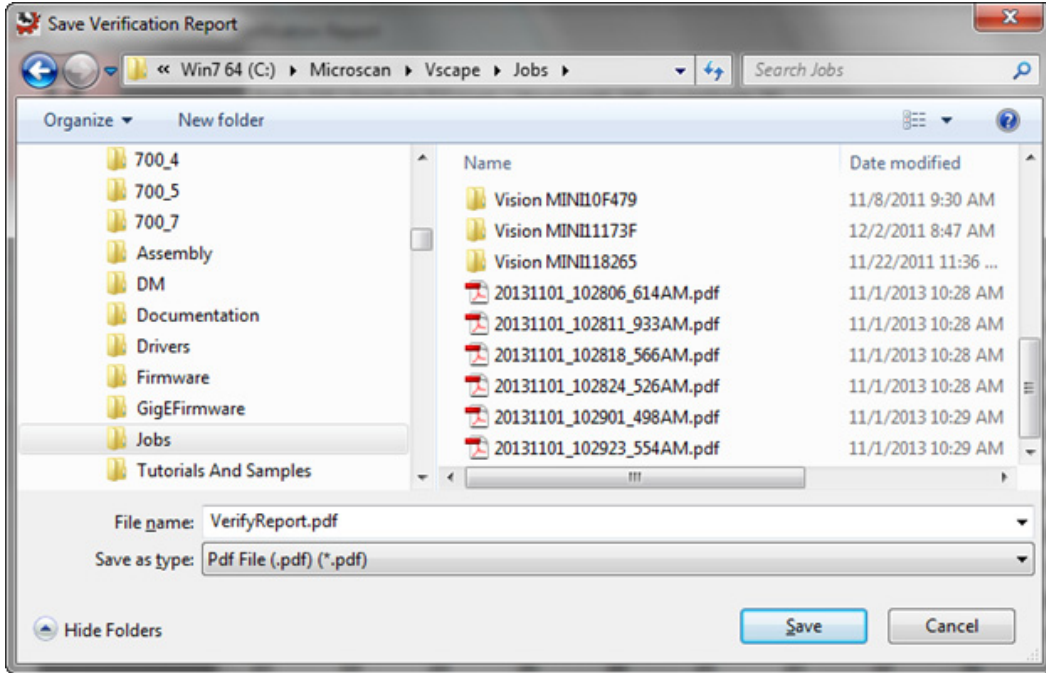 Save Verification Report
« Win7 64 (C:) ▸ Microscan ▸ Vscape ▸ Jobs ▸
Search Jobs
Organize
New folder
700_4
700_5
700_7
Assembly
DM
Documentation
Drivers
Firmware
GigEFirmware
Jobs
Tutorials And Samples
Name Date modified
Vision MINI10F479 11/8/2011 9:30 AM
Vision MINI11173F 12/2/2011 8:47 AM
Vision MINI118265 11/22/2011 11:36 ...
20131101_102806_614AM.pdf 11/1/2013 10:28 AM
20131101_102811_933AM.pdf 11/1/2013 10:28 AM
20131101_102818_566AM.pdf 11/1/2013 10:28 AM
20131101_102824_526AM.pdf 11/1/2013 10:28 AM
20131101_102901_498AM.pdf 11/1/2013 10:29 AM
20131101_102923_554AM.pdf 11/1/2013 10:29 AM
File name: VerifyReport.pdf
Save as type: Pdf File (.pdf) (*.pdf)
Hide Folders
Save
Cancel